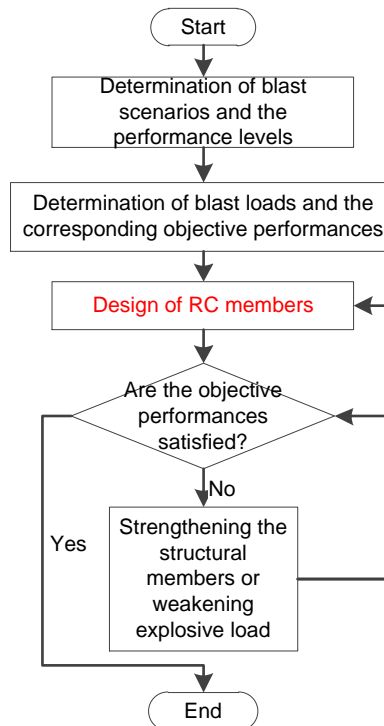 Start
Determination of blast
scenarios and the
performance levels
Determination of blast loads and the
corresponding objective performances
Design of RC members
Are the objective
performances
satisfied?
No
Yes
Strengthening the
structural
members or
weakening
explosive load
End